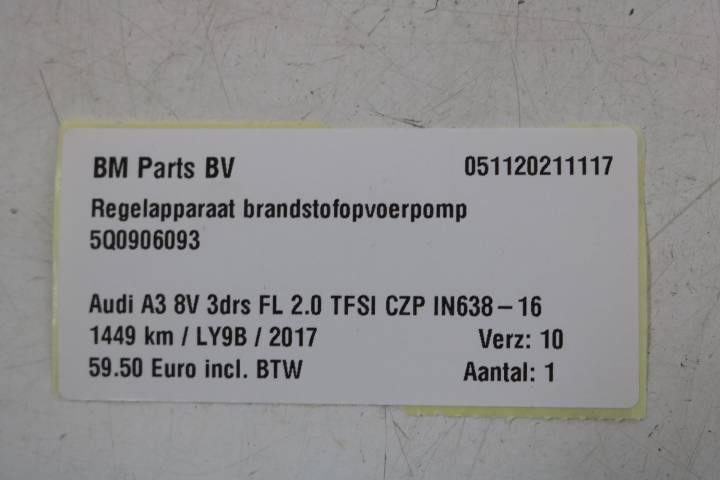 BM Parts BV 051120211117
Regelapparaat brandstofopvoerpomp
5Q0906093
Audi A3 8V 3drs FL 2.0 TFSI CZP IN638-16
1449 km / LY9B / 2017 Verz: 10
59.50 Euro incl. BTW Aantal: 1